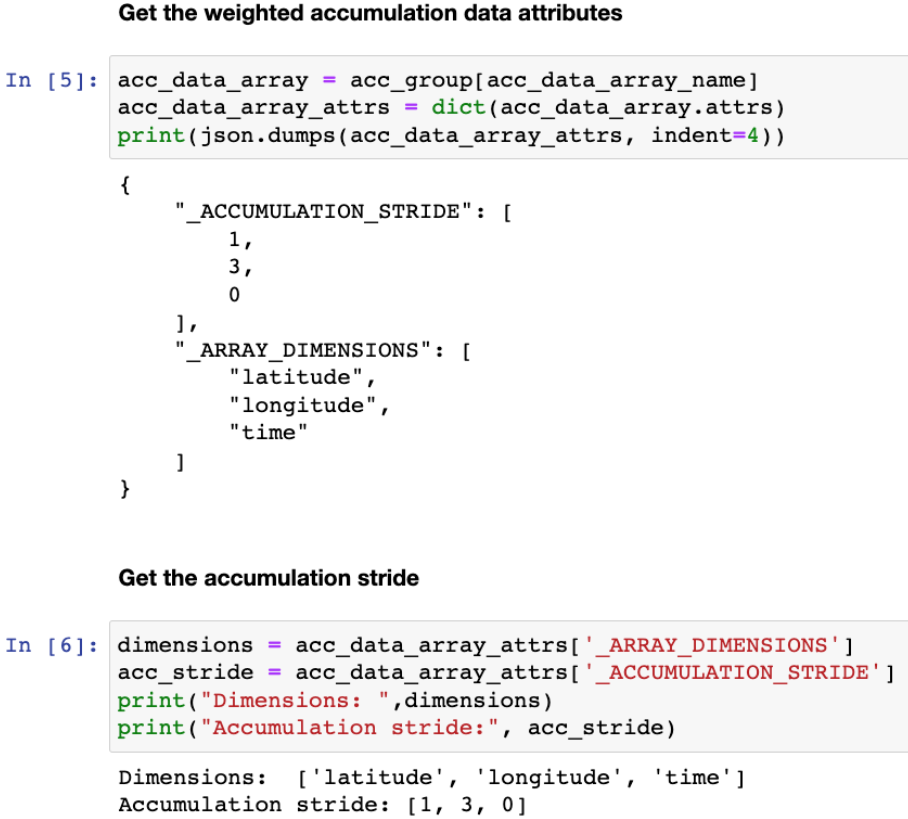 Get the weighted accumulation data attributes
In [5]: acc_data_array = acc_group[acc_data_array_name]
acc_data_array_attrs = dict(acc_data_array.attrs)
print(json.dumps(acc_data_array_attrs, indent=4))
{
    "_ACCUMULATION_STRIDE": [
        1,
        3,
        0
    ],
    "_ARRAY_DIMENSIONS": [
        "latitude",
        "longitude",
        "time"
    ]
}
Get the accumulation stride
In [6]: dimensions = acc_data_array_attrs['_ARRAY_DIMENSIONS']
acc_stride = acc_data_array_attrs['_ACCUMULATION_STRIDE']
print("Dimensions: ",dimensions)
print("Accumulation stride:", acc_stride)
Dimensions:  ['latitude', 'longitude', 'time']
Accumulation stride: [1, 3, 0]